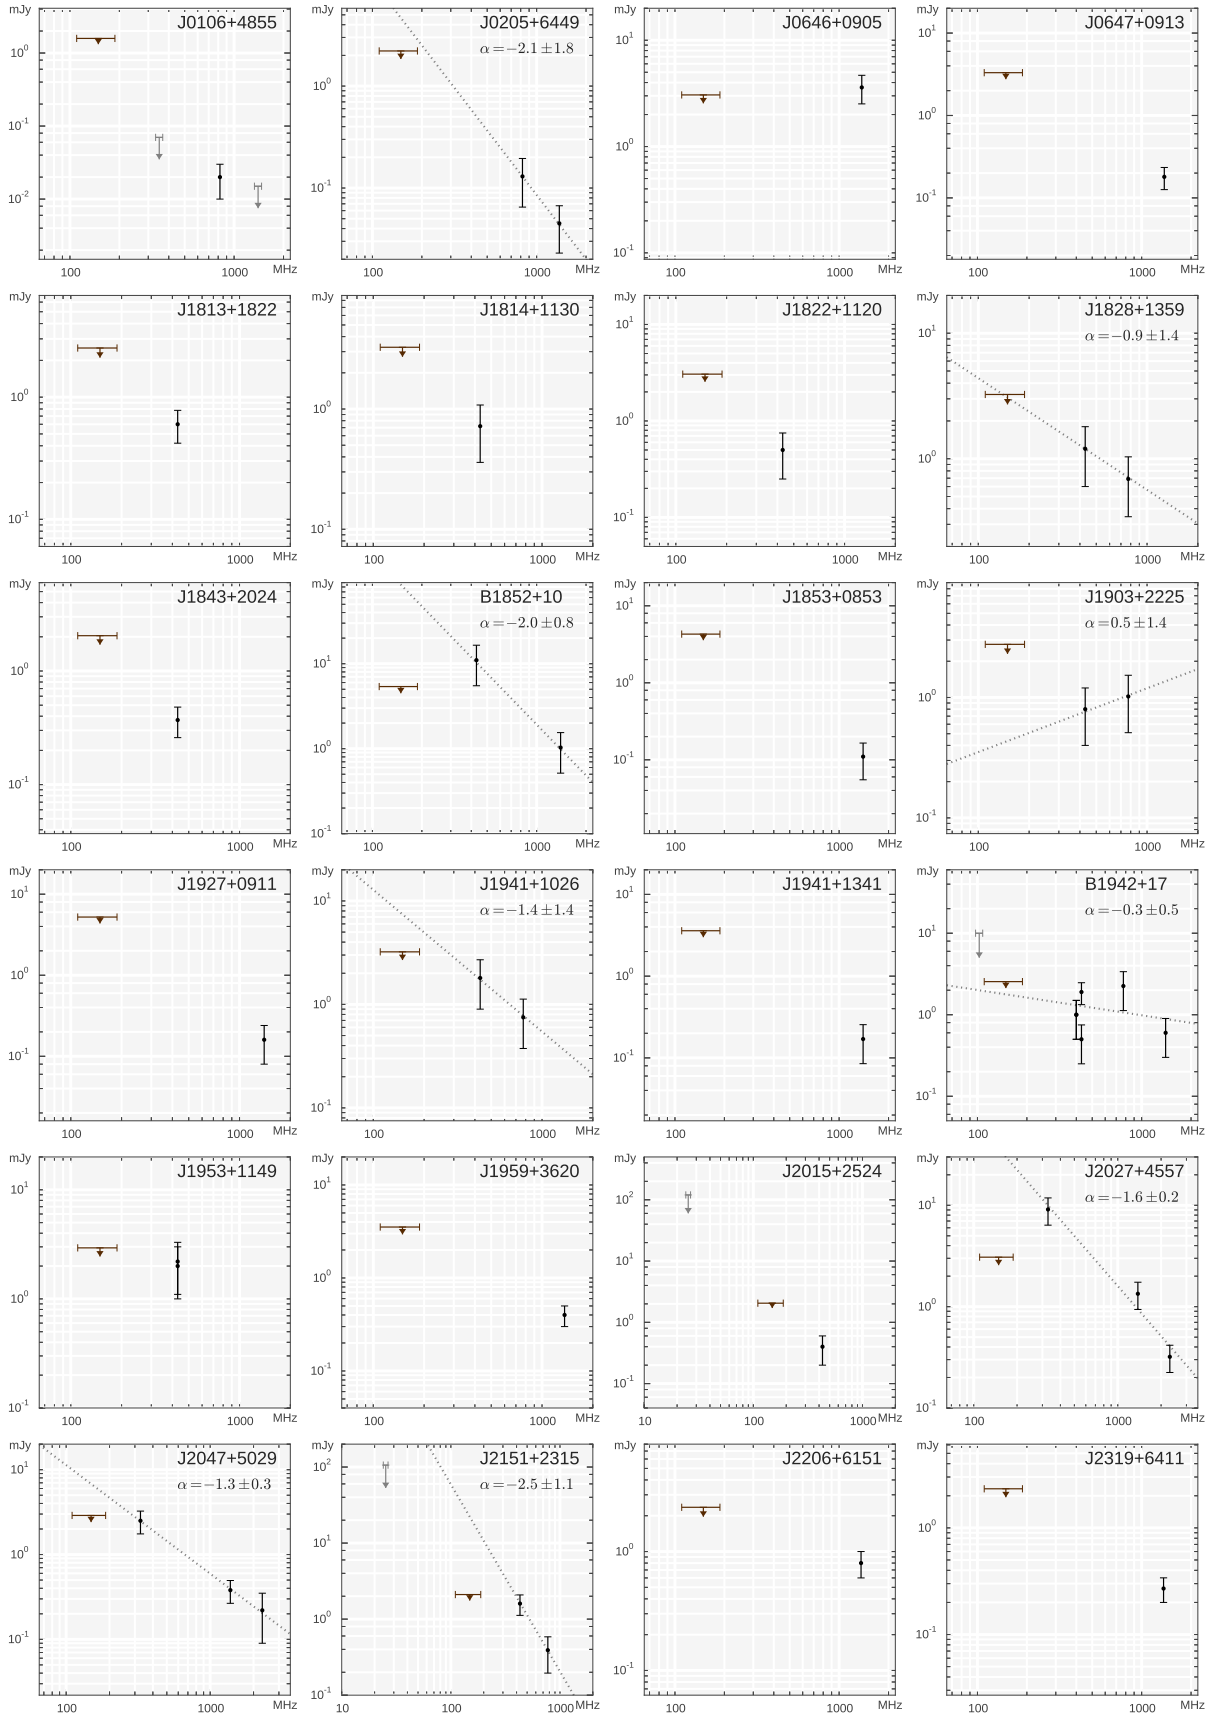 mJy J0106+4855
10^0
10^-1
10^-2
100 1000 MHz
mJy J0205+6449
α=−2.1±1.8
10^0
10^-1
100 1000 MHz
mJy J0646+0905
10^1
10^0
10^-1
100 1000 MHz
mJy J0647+0913
10^1
10^0
10^-1
100 1000 MHz
mJy J1813+1822
10^0
10^-1
100 1000 MHz
mJy J1814+1130
10^0
10^-1
100 1000 MHz
mJy J1822+1120
10^1
10^0
10^-1
100 1000 MHz
mJy J1828+1359
α=−0.9±1.4
10^1
10^0
100 1000 MHz
mJy J1843+2024
10^0
10^-1
100 1000 MHz
mJy B1852+10
α=−2.0±0.8
10^1
10^0
10^-1
100 1000 MHz
mJy J1853+0853
10^1
10^0
10^-1
100 1000 MHz
mJy J1903+2225
α=0.5±1.4
10^0
10^-1
100 1000 MHz
mJy J1927+0911
10^1
10^0
10^-1
100 1000 MHz
mJy J1941+1026
α=−1.4±1.4
10^1
10^0
10^-1
100 1000 MHz
mJy J1941+1341
10^1
10^0
10^-1
100 1000 MHz
mJy B1942+17
α=−0.3±0.5
10^1
10^0
10^-1
100 1000 MHz
mJy J1953+1149
10^1
10^0
10^-1
100 1000 MHz
mJy J1959+3620
10^1
10^0
10^-1
100 1000 MHz
mJy J2015+2524
10^2
10^1
10^0
10^-1
10 100 1000 MHz
mJy J2027+4557
α=−1.6±0.2
10^1
10^0
10^-1
100 1000 MHz
mJy J2047+5029
α=−1.3±0.3
10^1
10^0
10^-1
100 1000 MHz
mJy J2151+2315
α=−2.5±1.1
10^2
10^1
10^0
10^-1
10 100 1000 MHz
mJy J2206+6151
10^1
10^0
10^-1
100 1000 MHz
mJy J2319+6411
10^0
10^-1
100 1000 MHz